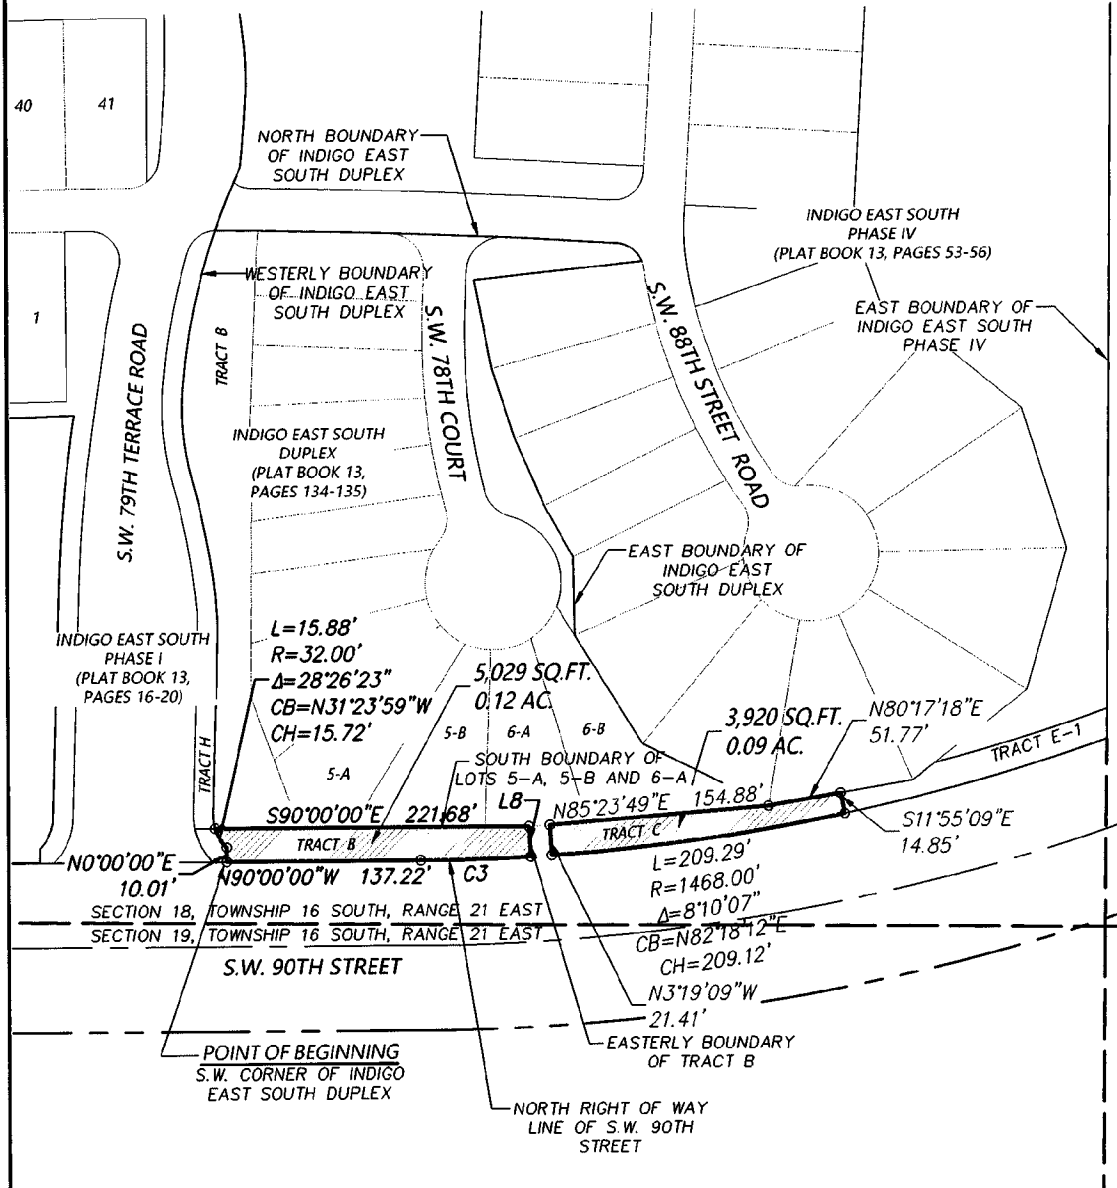 40
41
NORTH BOUNDARY
OF INDIGO EAST
SOUTH DUPLEX
INDIGO EAST SOUTH
PHASE IV
(PLAT BOOK 13, PAGES 53-56)
WESTERLY BOUNDARY
OF INDIGO EAST
SOUTH DUPLEX
EAST BOUNDARY OF
INDIGO EAST SOUTH
PHASE IV
1
TRACT B
S.W. 79TH TERRACE ROAD
S.W. 78TH COURT
S.W. 88TH STREET ROAD
INDIGO EAST SOUTH
DUPLEX
(PLAT BOOK 13,
PAGES 134-135)
EAST BOUNDARY OF
INDIGO EAST
SOUTH DUPLEX
INDIGO EAST SOUTH
PHASE I
(PLAT BOOK 13,
PAGES 16-20)
L=15.88'
R=32.00'
Δ=28°26'23"
CB=N31°23'59"W
CH=15.72'
5,029 SQ.FT.
0.12 AC.
3,920 SQ.FT.
0.09 AC.
N80°17'18"E
51.77'
TRACT E-1
TRACT H
5-A
5-B
6-A
6-B
SOUTH BOUNDARY OF
LOTS 5-A, 5-B AND 6-A
S90°00'00"E 221.68'
L8
N85°23'49"E 154.88'
S11°55'09"E
14.85'
TRACT B
TRACT C
N0°00'00"E
10.01'
N90°00'00"W 137.22' C3
L=209.29'
R=1468.00'
Δ=8°10'07"
CB=N82°18'12"E
CH=209.12'
SECTION 18, TOWNSHIP 16 SOUTH, RANGE 21 EAST
SECTION 19, TOWNSHIP 16 SOUTH, RANGE 21 EAST
S.W. 90TH STREET
N3°19'09"W
21.41'
EASTERLY BOUNDARY
OF TRACT B
POINT OF BEGINNING
S.W. CORNER OF INDIGO
EAST SOUTH DUPLEX
NORTH RIGHT OF WAY
LINE OF S.W. 90TH
STREET